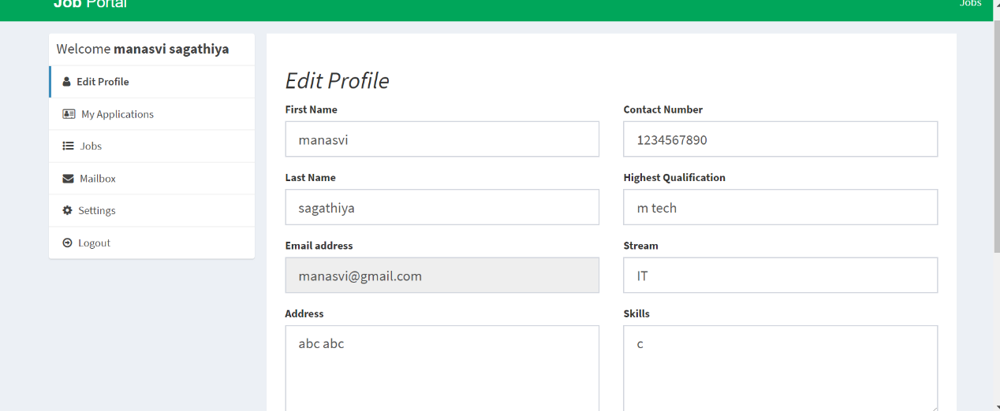 Job Portal
Jobs
Welcome manasvi sagathiya
Edit Profile
My Applications
Jobs
Mailbox
Settings
Logout
Edit Profile
First Name
manasvi
Contact Number
1234567890
Last Name
sagathiya
Highest Qualification
m tech
Email address
manasvi@gmail.com
Stream
IT
Address
abc abc
Skills
c